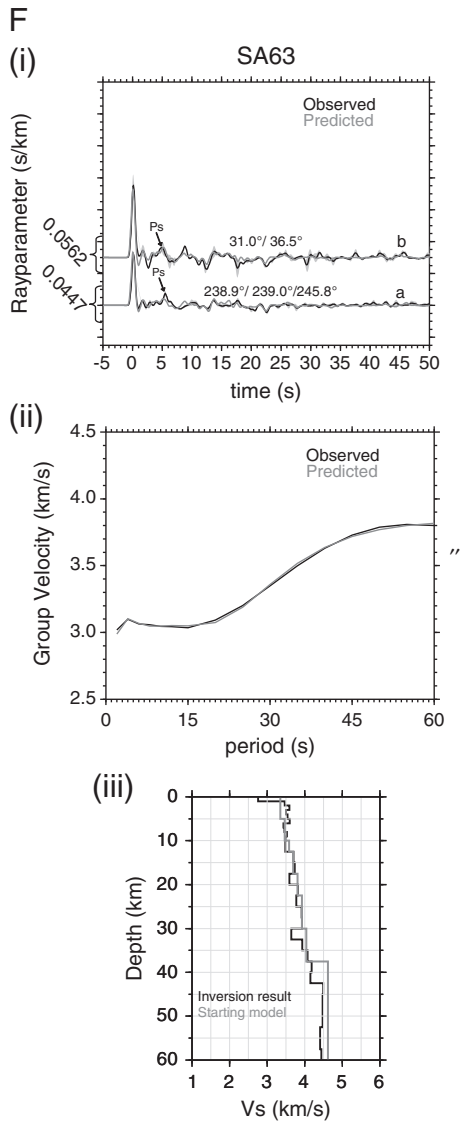 F
(i)
SA63
Observed
Predicted
Rayparameter (s/km)
0.0562
0.0447
Ps
31.0°/ 36.5°
b
Ps
238.9°/ 239.0°/245.8°
a
-5 0 5 10 15 20 25 30 35 40 45 50
time (s)
(ii)
4.5
4.0
3.5
3.0
2.5
Group Velocity (km/s)
Observed
Predicted
〃
0 15 30 45 60
period (s)
(iii)
0
10
20
30
40
50
60
Depth (km)
Inversion result
Starting model
1 2 3 4 5 6
Vs (km/s)